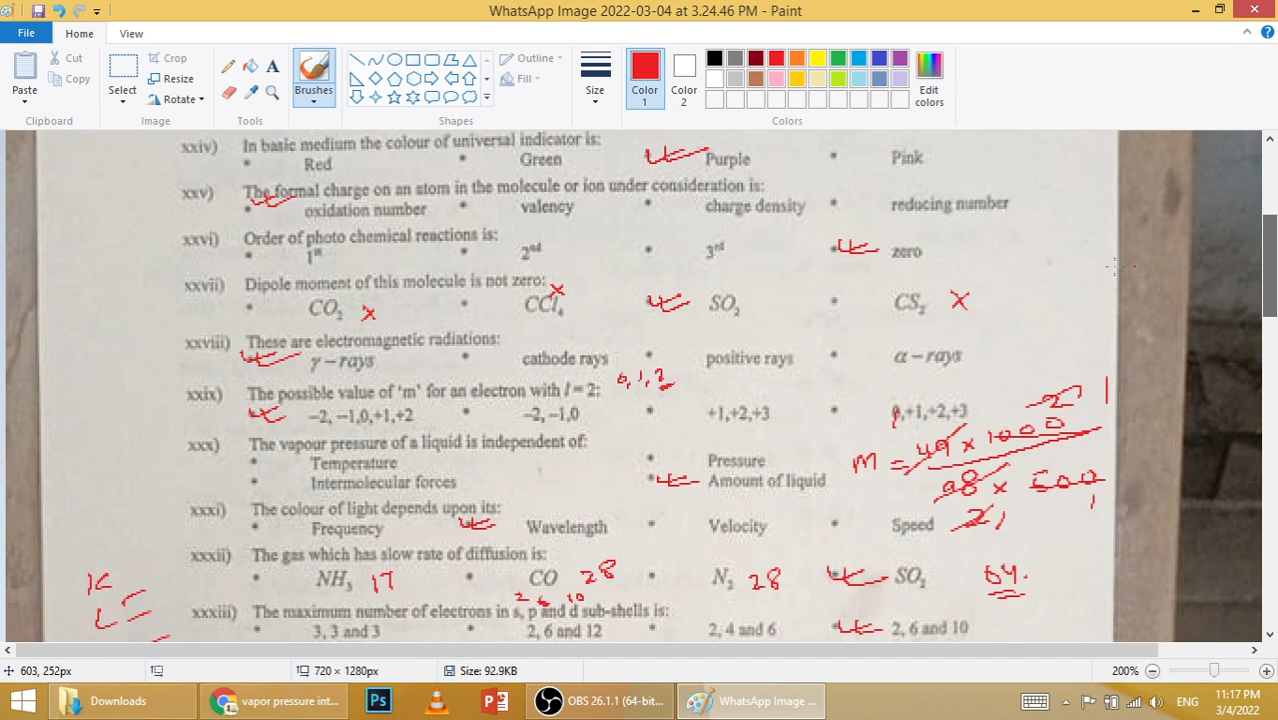 WhatsApp Image 2022-03-04 at 3.24.46 PM - Paint
File Home View
Paste
Cut
Copy
Clipboard
Select
Crop
Resize
Rotate
Image
Tools
Brushes
Shapes
Outline
Fill
Size
Color 1
Color 2
Edit colors
Colors
xxiv) In basic medium the colour of universal indicator is:
* Red * Green * Purple * Pink
xxv) The formal charge on an atom in the molecule or ion under consideration is:
* oxidation number * valency * charge density * reducing number
xxvi) Order of photo chemical reactions is:
* 1st * 2nd * 3rd * zero
xxvii) Dipole moment of this molecule is not zero: x
* CO2 x * CCl4 * SO2 * CS2 x
xxviii) These are electromagnetic radiations:
* γ – rays * cathode rays * positive rays * α – rays
0, 1, 2
xxix) The possible value of 'm' for an electron with l = 2:
* –2, –1,0,+1,+2 * –2, –1,0 * +1,+2,+3 * 0,+1,+2,+3
2 1
xxx) The vapour pressure of a liquid is independent of:
* Temperature * Pressure
* Intermolecular forces * Amount of liquid
M = 49 x 1000
98 x 500
1
xxxi) The colour of light depends upon its:
* Frequency * Wavelength * Velocity * Speed
2 1
xxxii) The gas which has slow rate of diffusion is:
* NH3 17 * CO 28 * N2 28 * SO2 64.
K
L
2 6 10
xxxiii) The maximum number of electrons in s, p and d sub-shells is:
* 3, 3 and 3 * 2, 6 and 12 * 2, 4 and 6 * 2, 6 and 10
603, 252px
720 × 1280px
Size: 92.9KB
200%
Downloads
vapor pressure int...
Ps
OBS 26.1.1 (64-bit...
WhatsApp Image ...
ENG
11:17 PM
3/4/2022